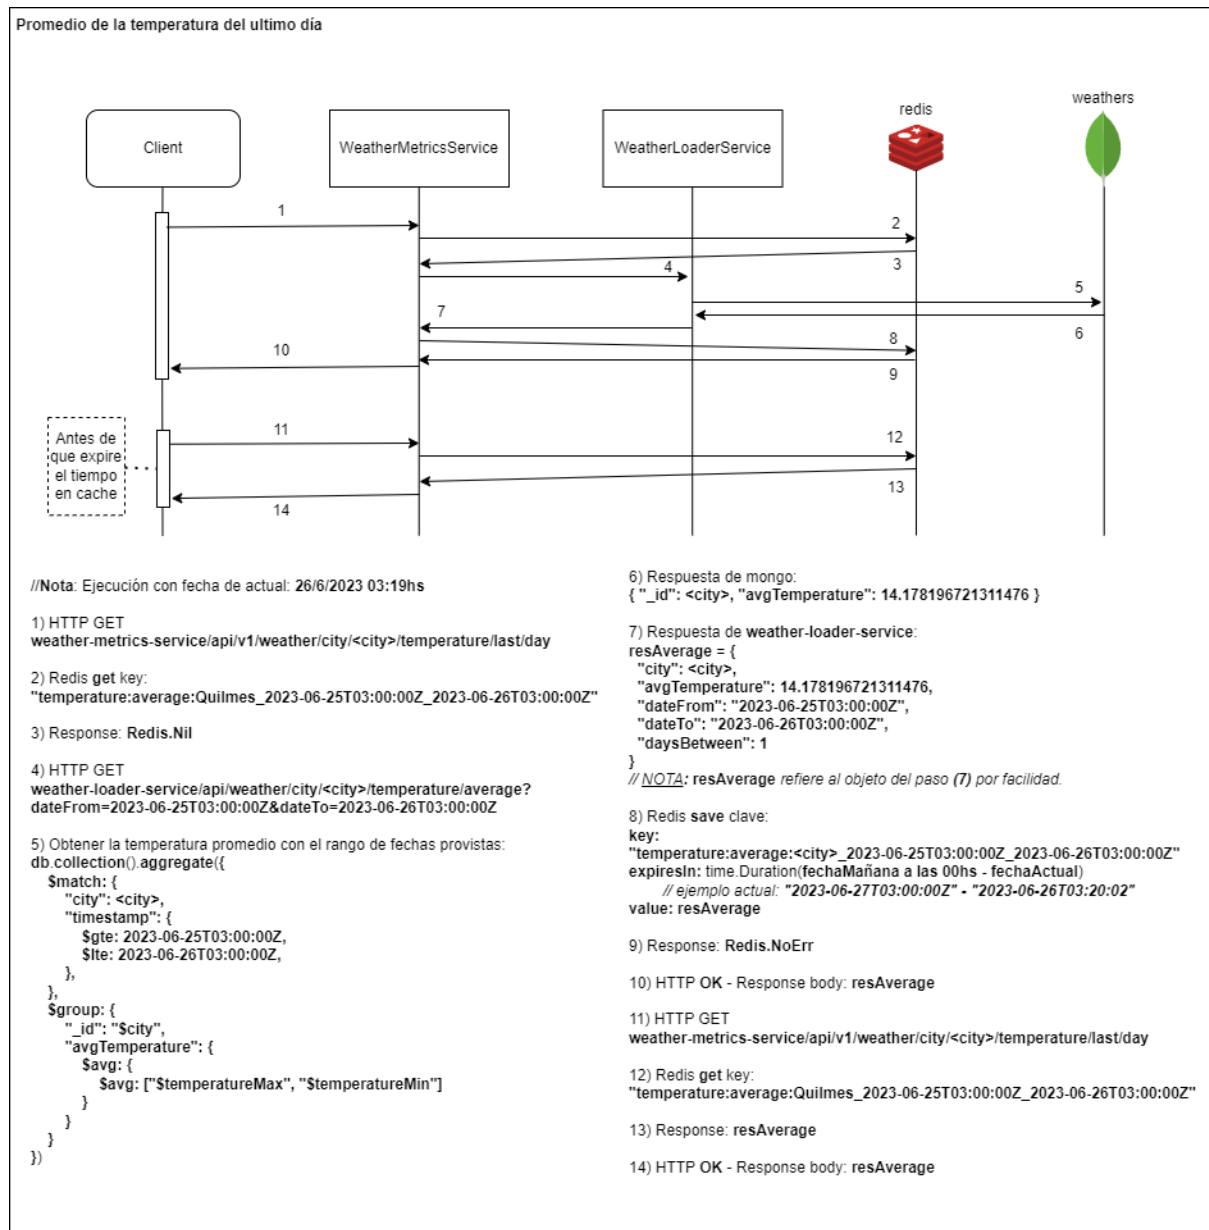 Promedio de la temperatura del ultimo día
Client
WeatherMetricsService
WeatherLoaderService
redis
weathers
1
2
3
4
5
6
7
8
9
10
Antes de
que expire
el tiempo
en cache
11
12
13
14
//Nota: Ejecución con fecha de actual: 26/6/2023 03:19hs
1) HTTP GET
weather-metrics-service/api/v1/weather/city/<city>/temperature/last/day
2) Redis get key:
"temperature:average:Quilmes_2023-06-25T03:00:00Z_2023-06-26T03:00:00Z"
3) Response: Redis.Nil
4) HTTP GET
weather-loader-service/api/weather/city/<city>/temperature/average?
dateFrom=2023-06-25T03:00:00Z&dateTo=2023-06-26T03:00:00Z
5) Obtener la temperatura promedio con el rango de fechas provistas:
db.collection().aggregate({
$match: {
"city": <city>,
"timestamp": {
$gte: 2023-06-25T03:00:00Z,
$lte: 2023-06-26T03:00:00Z,
},
},
$group: {
"_id": "$city",
"avgTemperature": {
$avg: {
$avg: ["$temperatureMax", "$temperatureMin"]
}
}
}
})
6) Respuesta de mongo:
{ "_id": <city>, "avgTemperature": 14.178196721311476 }
7) Respuesta de weather-loader-service:
resAverage = {
"city": <city>,
"avgTemperature": 14.178196721311476,
"dateFrom": "2023-06-25T03:00:00Z",
"dateTo": "2023-06-26T03:00:00Z",
"daysBetween": 1
}
// NOTA: resAverage refiere al objeto del paso (7) por facilidad.
8) Redis save clave:
key:
"temperature:average:<city>_2023-06-25T03:00:00Z_2023-06-26T03:00:00Z"
expiresIn: time.Duration(fechaMañana a las 00hs - fechaActual)
// ejemplo actual: "2023-06-27T03:00:00Z" - "2023-06-26T03:20:02"
value: resAverage
9) Response: Redis.NoErr
10) HTTP OK - Response body: resAverage
11) HTTP GET
weather-metrics-service/api/v1/weather/city/<city>/temperature/last/day
12) Redis get key:
"temperature:average:Quilmes_2023-06-25T03:00:00Z_2023-06-26T03:00:00Z"
13) Response: resAverage
14) HTTP OK - Response body: resAverage